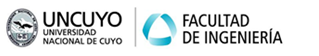 UNCUYO
UNIVERSIDAD
NACIONAL DE CUYO
FACULTAD
DE INGENIERÍA